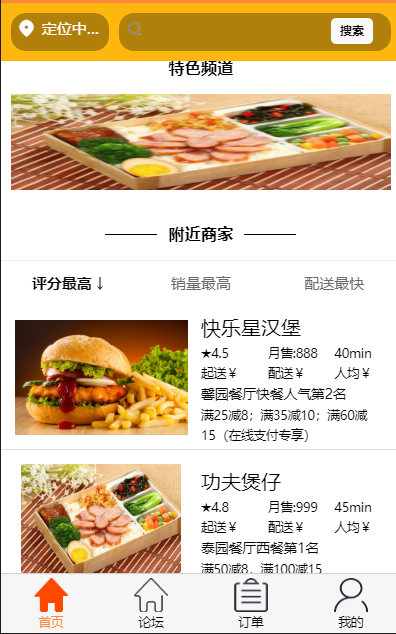 定位中... 搜索
特色频道
附近商家
评分最高↓ 销量最高 配送最快
快乐星汉堡
★4.5 月售:888 40min
起送￥ 配送￥ 人均￥
馨园餐厅快餐人气第2名
满25减8；满35减10；满60减
15（在线支付专享）
功夫煲仔
★4.8 月售:999 45min
起送￥ 配送￥ 人均￥
泰园餐厅西餐第1名
满50减8，满100减15
首页 论坛 订单 我的